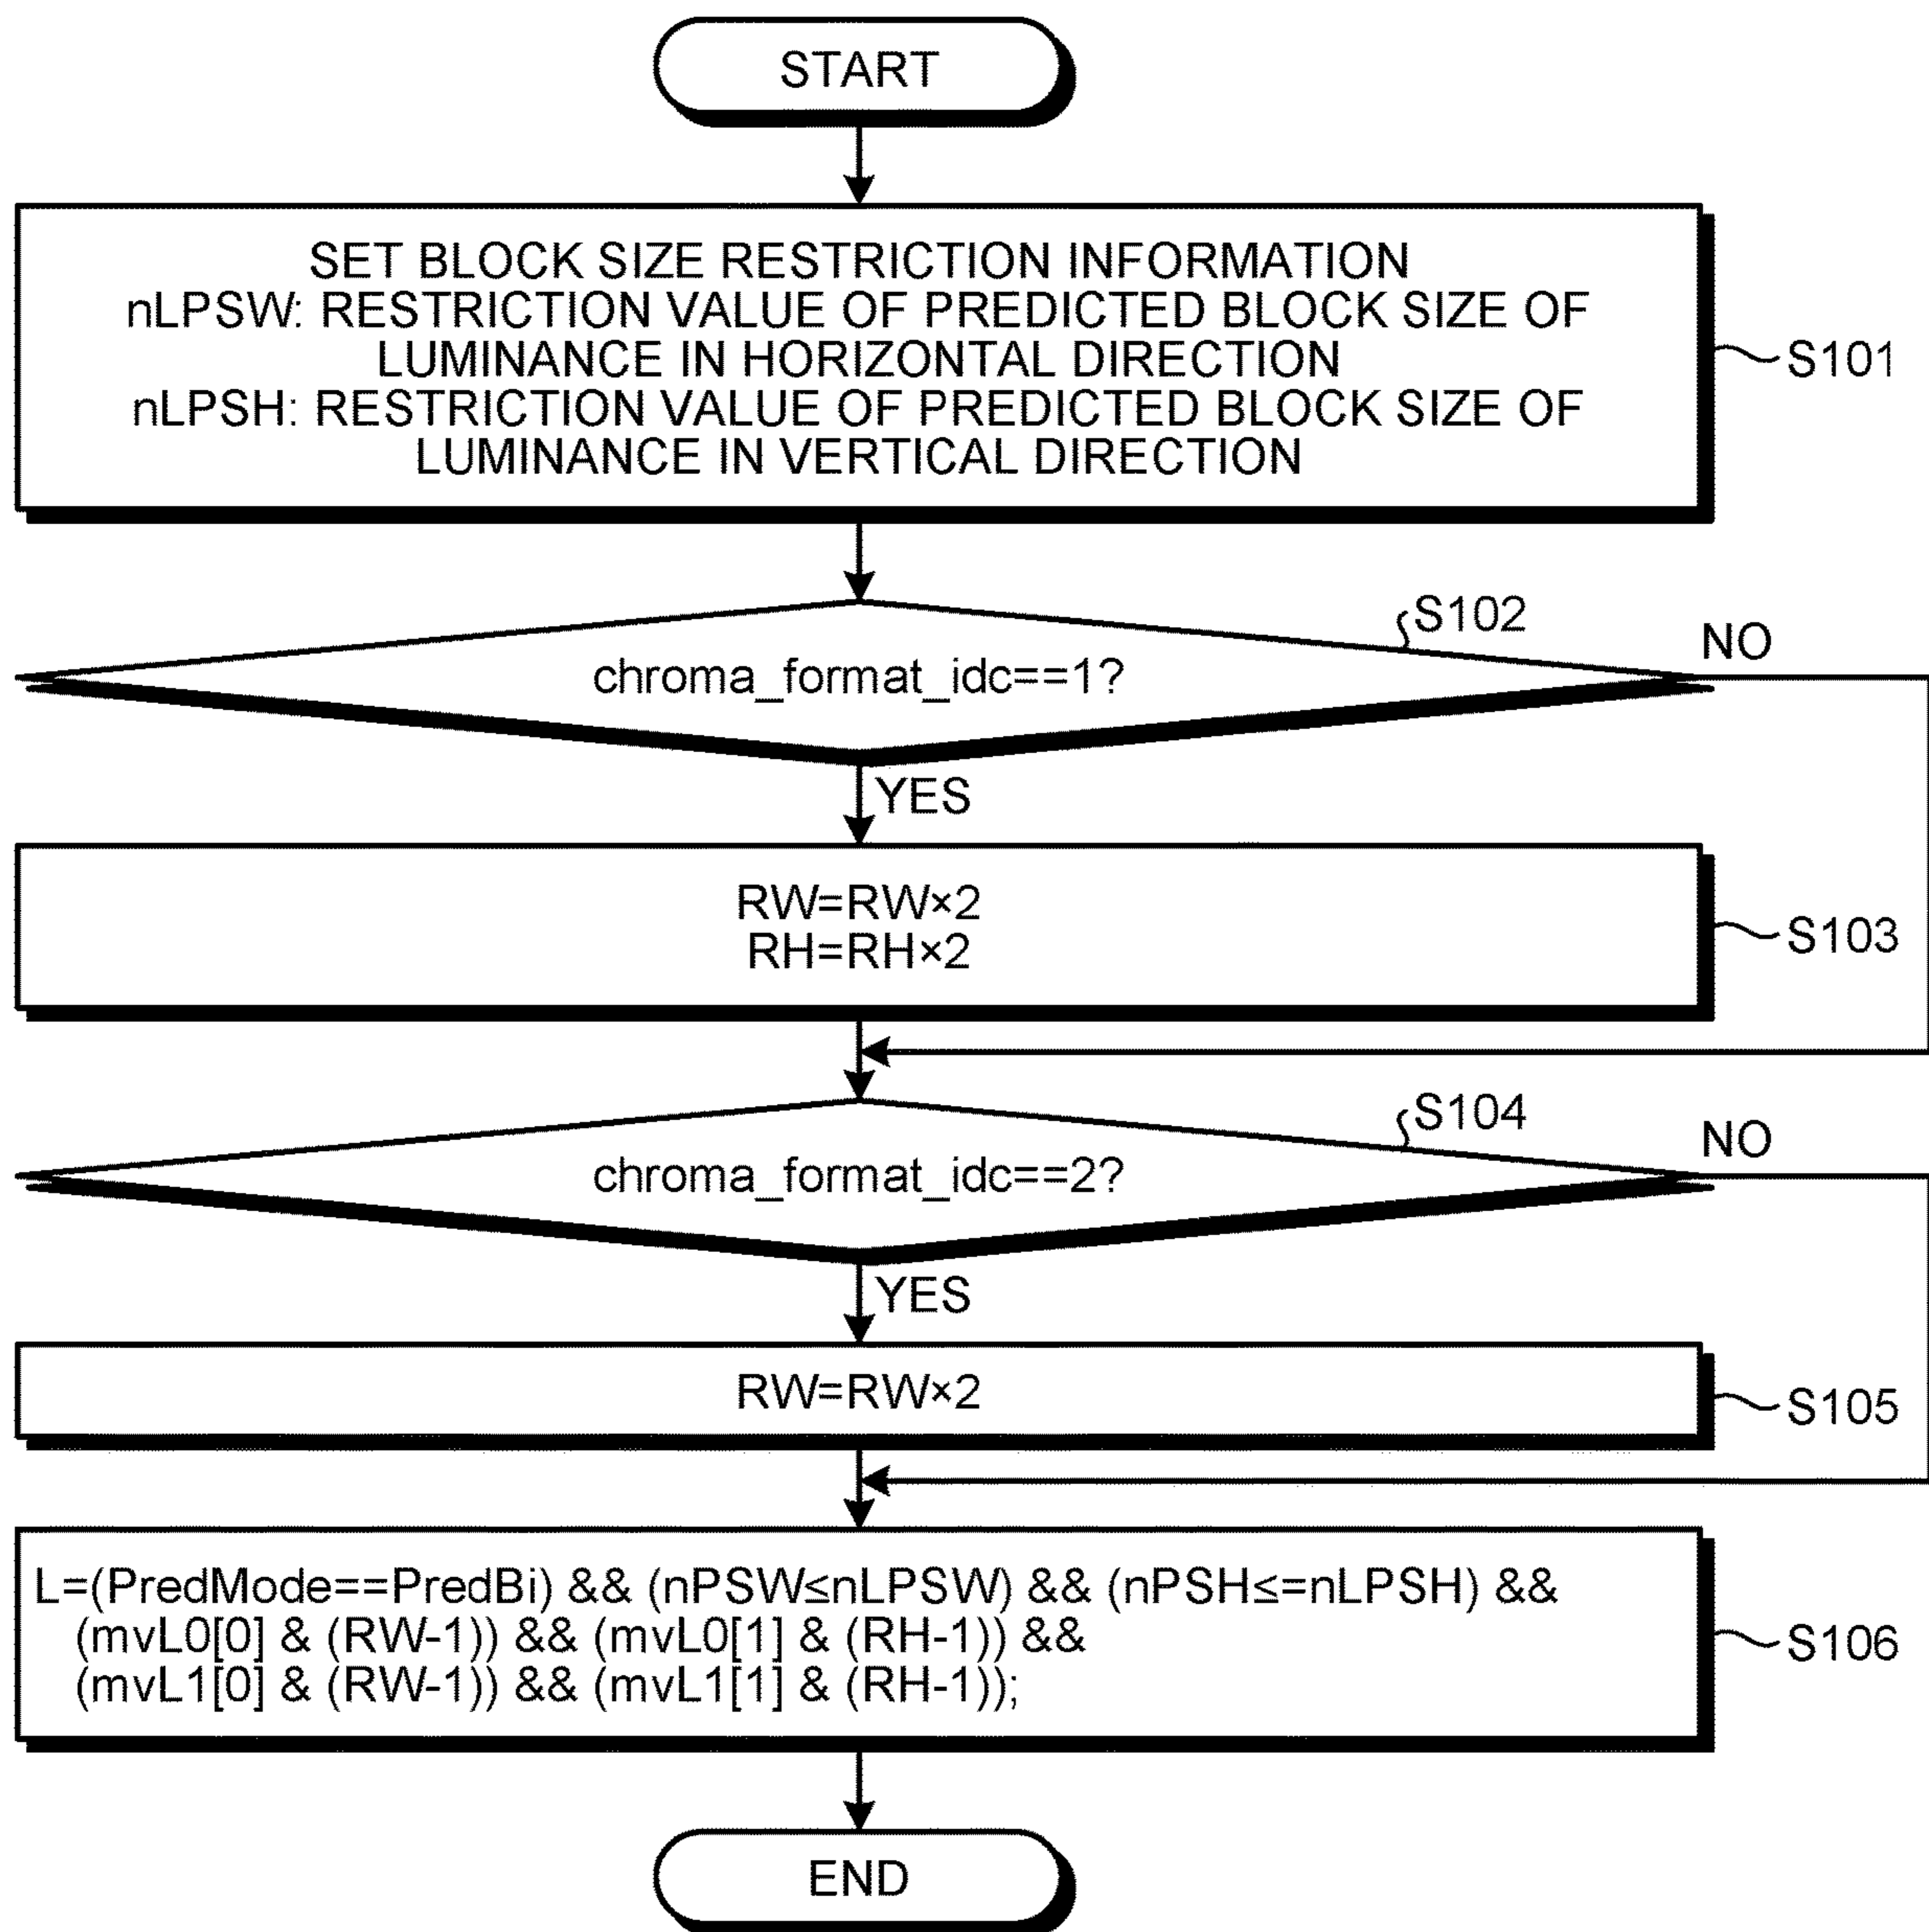 START
SET BLOCK SIZE RESTRICTION INFORMATION
nLPSW: RESTRICTION VALUE OF PREDICTED BLOCK SIZE OF
LUMINANCE IN HORIZONTAL DIRECTION
nLPSH: RESTRICTION VALUE OF PREDICTED BLOCK SIZE OF
LUMINANCE IN VERTICAL DIRECTION
S101
S102
NO
chroma_format_idc==1?
YES
RW=RW×2
RH=RH×2
S103
S104
NO
chroma_format_idc==2?
YES
RW=RW×2
S105
L=(PredMode==PredBi) && (nPSW≤nLPSW) && (nPSH≤=nLPSH) &&
(mvL0[0] & (RW-1)) && (mvL0[1] & (RH-1)) &&
(mvL1[0] & (RW-1)) && (mvL1[1] & (RH-1));
S106
END